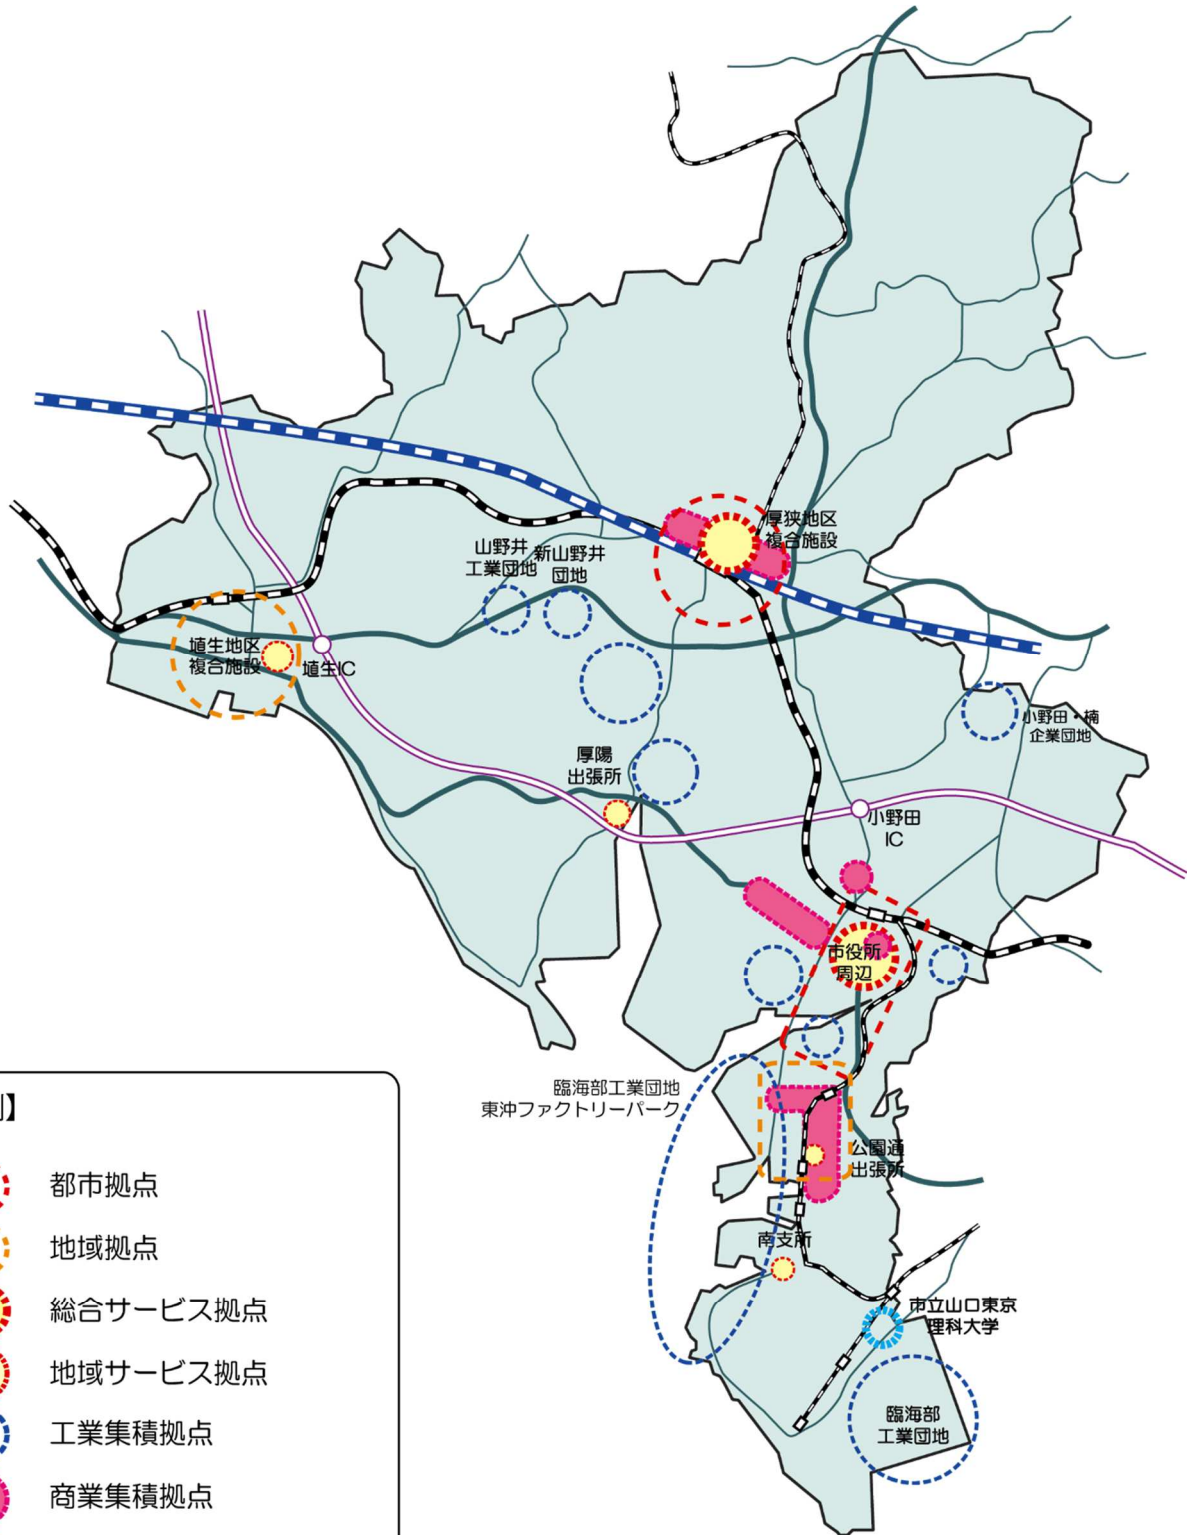 厚狭地区
複合施設
山野井
工業団地
新山野井
団地
埴生地区
複合施設
埴生IC
小野田・楠
企業団地
厚陽
出張所
小野田
IC
市役所
周辺
臨海部工業団地
東沖ファクトリーパーク
公園通
出張所
南支所
市立山口東京
理科大学
臨海部
工業団地
】
都市拠点
地域拠点
総合サービス拠点
地域サービス拠点
工業集積拠点
商業集積拠点